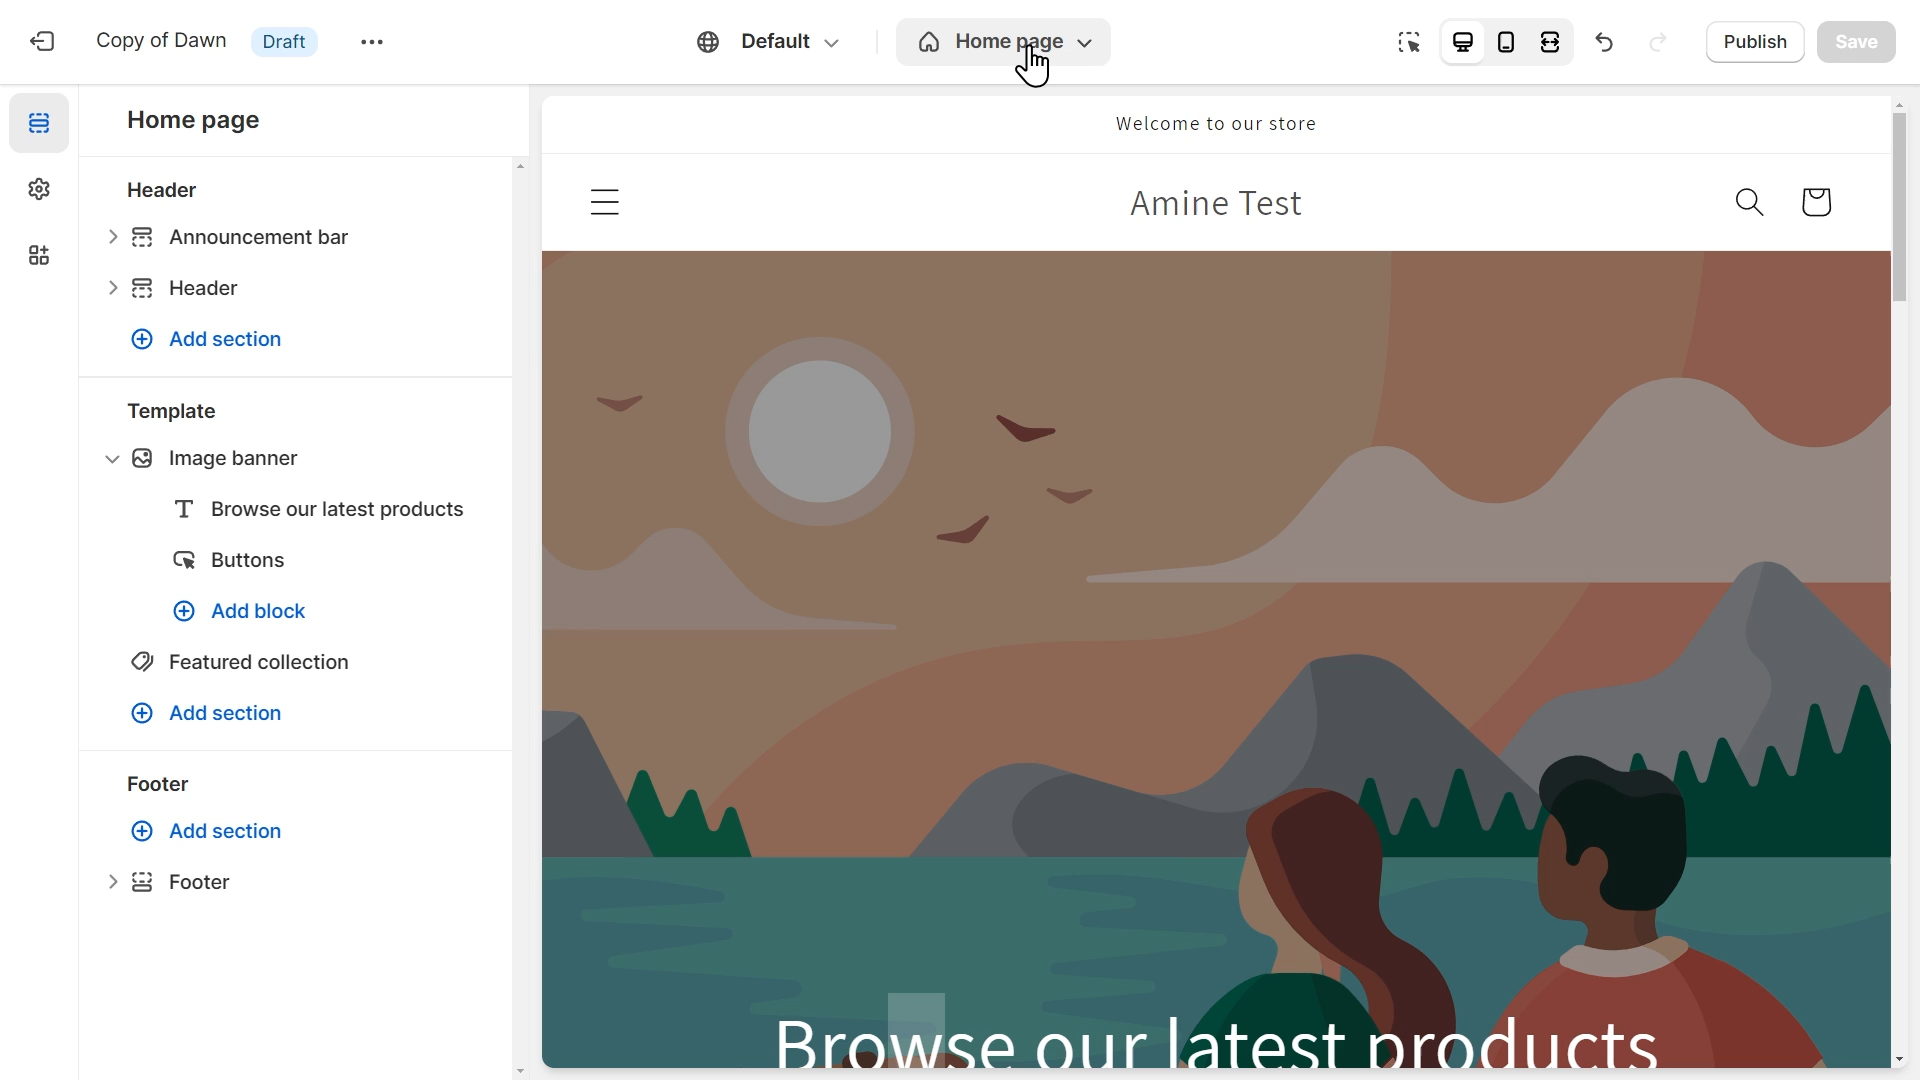 Copy of Dawn Draft Default Home page Publish Save
Home page
Header
Announcement bar
Header
Add section
Template
Image banner
Browse our latest products
Buttons
Add block
Featured collection
Add section
Footer
Add section
Footer
Welcome to our store
Amine Test
Browse our latest products